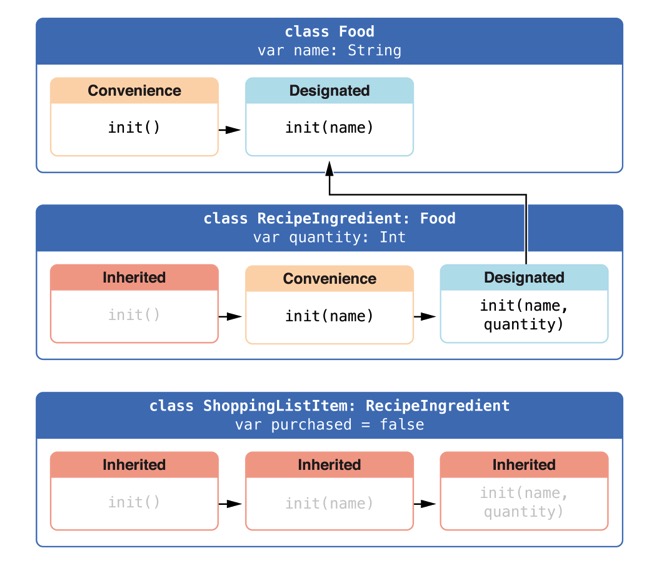 class Food
var name: String
Convenience
Designated
init()
init(name)
class RecipeIngredient: Food
var quantity: Int
Inherited
Convenience
Designated
init()
init(name)
init(name,
quantity)
class ShoppingListItem: RecipeIngredient
var purchased = false
Inherited
Inherited
Inherited
init()
init(name)
init(name,
quantity)